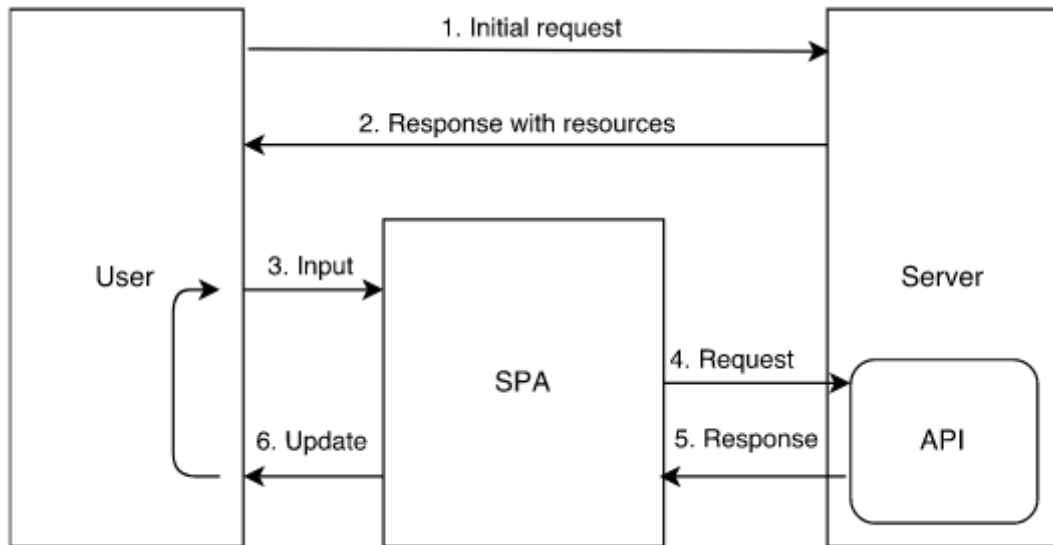 1. Initial request
2. Response with resources
User
3. Input
Server
SPA
4. Request
API
5. Response
6. Update